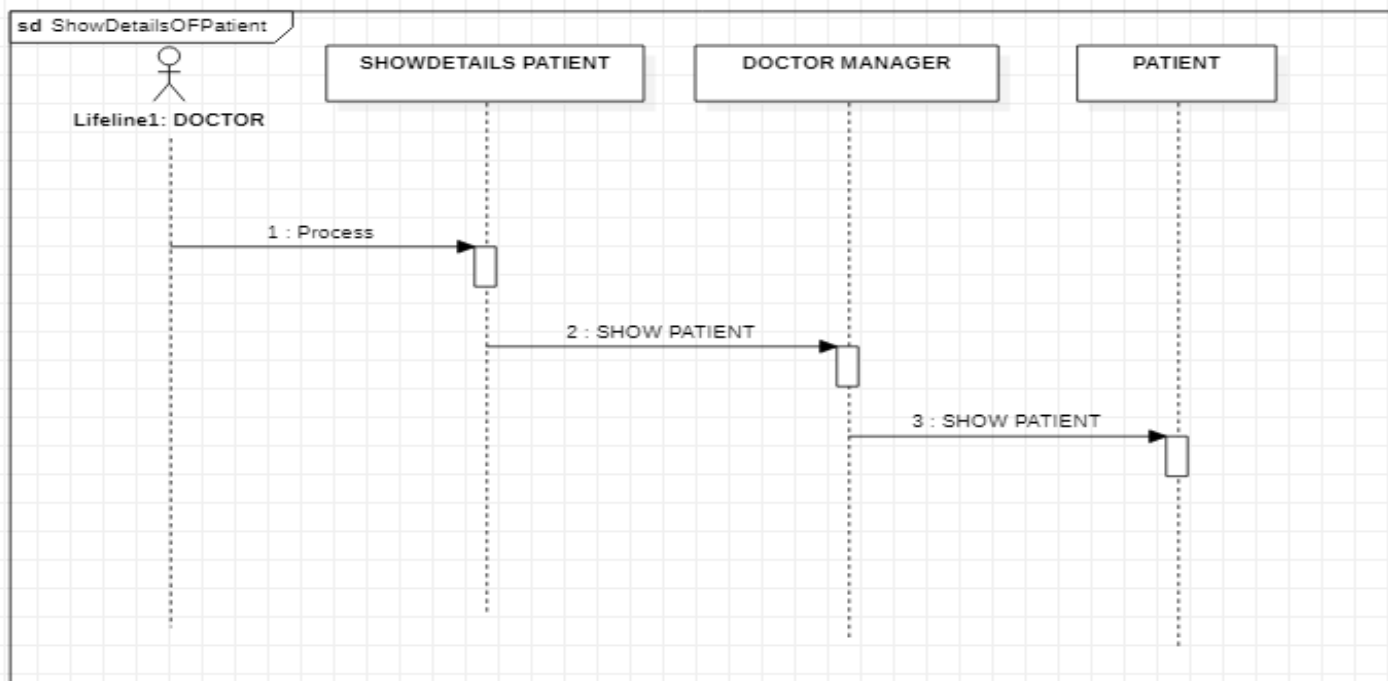 sd ShowDetailsOFPatient
SHOWDETAILS PATIENT
DOCTOR MANAGER
PATIENT
Lifeline1: DOCTOR
1 : Process
2 : SHOW PATIENT
3 : SHOW PATIENT